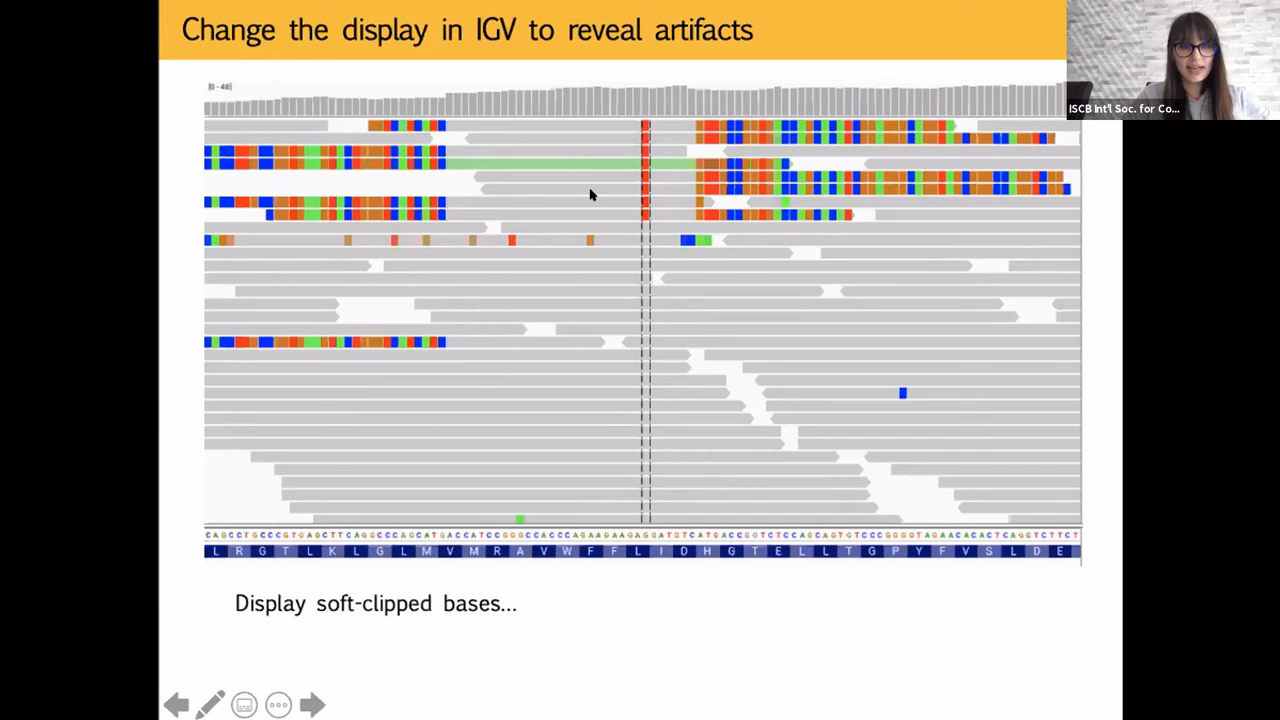 Change the display in IGV to reveal artifacts
ISCB Int'l Soc. for Co...
[0 - 48]
L R G T L K L G L M V M R A V W F F L I D H G T E L L T G P Y F V S L D E
Display soft-clipped bases...